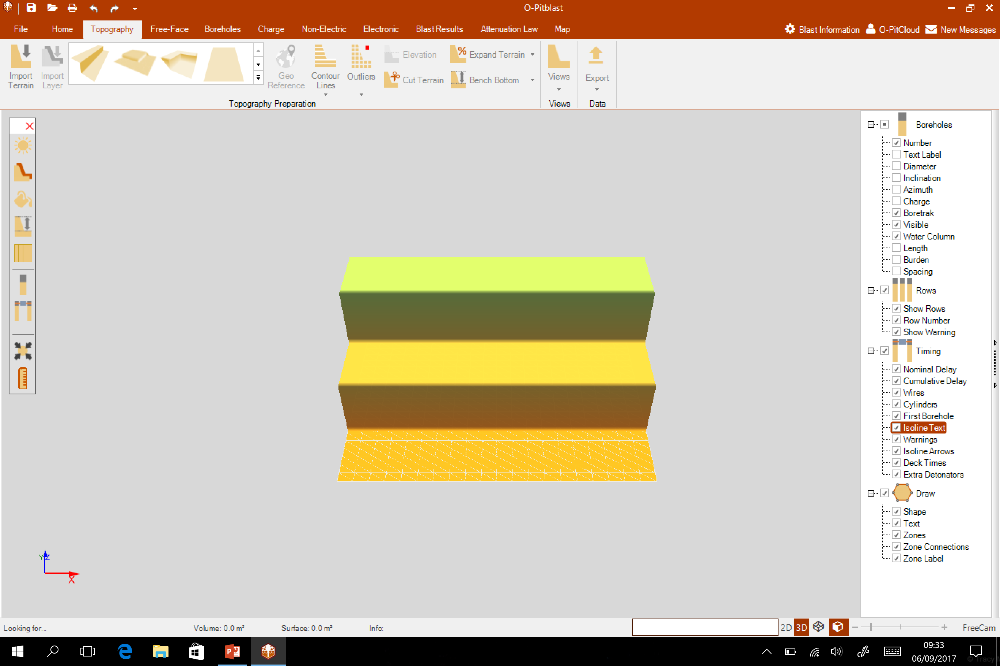 O-Pitblast
File Home Topography Free-Face Boreholes Charge Non-Electric Electronic Blast Results Attenuation Law Map
Blast Information O-PitCloud New Messages
Import
Terrain
Import
Layer
Geo
Reference
Contour
Lines
Outliers
Elevation
Cut Terrain
% Expand Terrain
Bench Bottom
Views
Export
Topography Preparation
Views
Data
Boreholes
Number
Text Label
Diameter
Inclination
Azimuth
Charge
Boretrak
Visible
Water Column
Length
Burden
Spacing
Rows
Show Rows
Row Number
Show Warning
Timing
Nominal Delay
Cumulative Delay
Wires
Cylinders
First Borehole
Isoline Text
Warnings
Isoline Arrows
Deck Times
Extra Detonators
Draw
Shape
Text
Zones
Zone Connections
Zone Label
Y Z
X
Looking for... Volume: 0.0 m³ Surface: 0.0 m² Info: 2D 3D FreeCam
09:33
06/09/2017